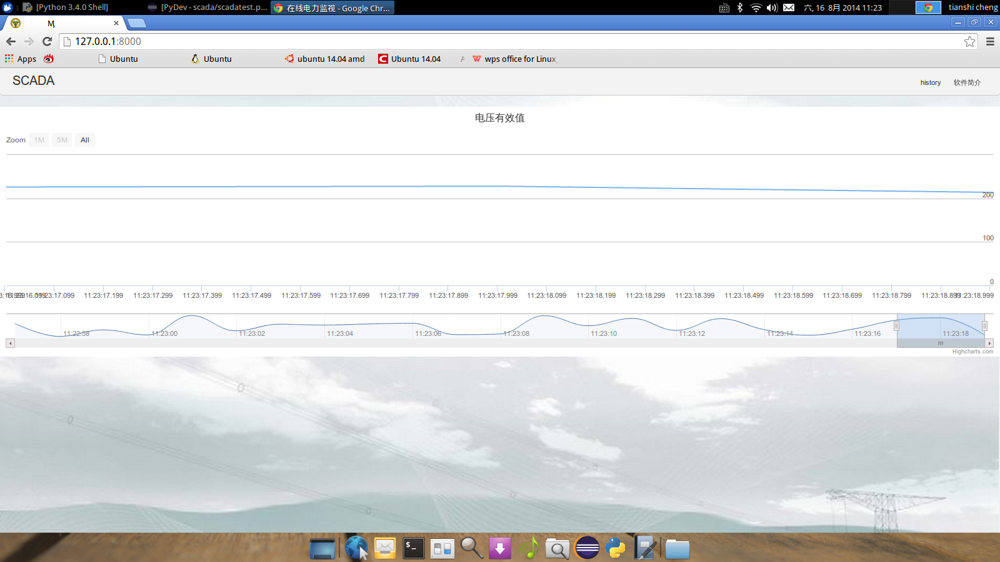 [Python 3.4.0 Shell] [PyDev - scada/scadatest.p... 在线电力监视 - Google Chr... 六, 16 8月 2014 11:23 tianshi cheng
127.0.0.1:8000
Apps Ubuntu Ubuntu ubuntu 14.04 amd Ubuntu 14.04 wps office for Linux
SCADA history 软件简介
电压有效值
Zoom 1M 5M All
200
100
0
11:23:17.099 11:23:17.199 11:23:17.299 11:23:17.399 11:23:17.499 11:23:17.599 11:23:17.699 11:23:17.799 11:23:17.899 11:23:17.999 11:23:18.099 11:23:18.199 11:23:18.299 11:23:18.399 11:23:18.499 11:23:18.599 11:23:18.699 11:23:18.799 11:23:18.899 11:23:18.999
11:22:58 11:23:00 11:23:02 11:23:04 11:23:06 11:23:08 11:23:10 11:23:12 11:23:14 11:23:16 11:23:18
Highcharts.com